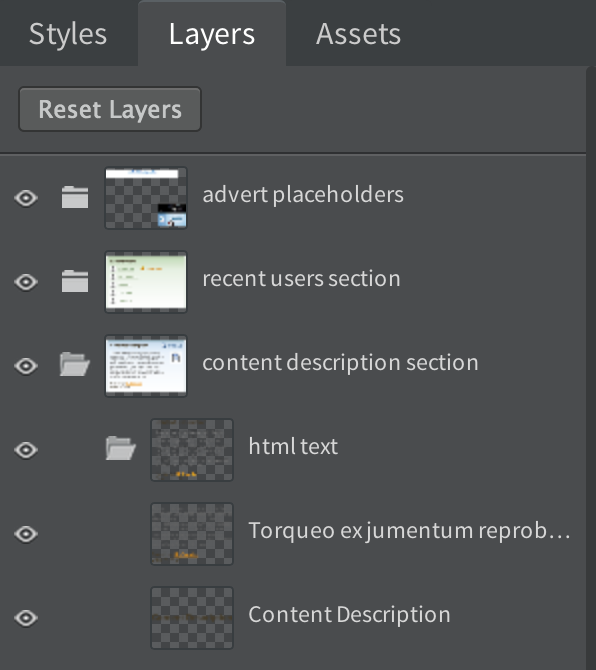 Styles
Layers
Assets
Reset Layers
advert placeholders
recent users section
content description section
html text
Torqueo ex jumentum reprob…
Content Description